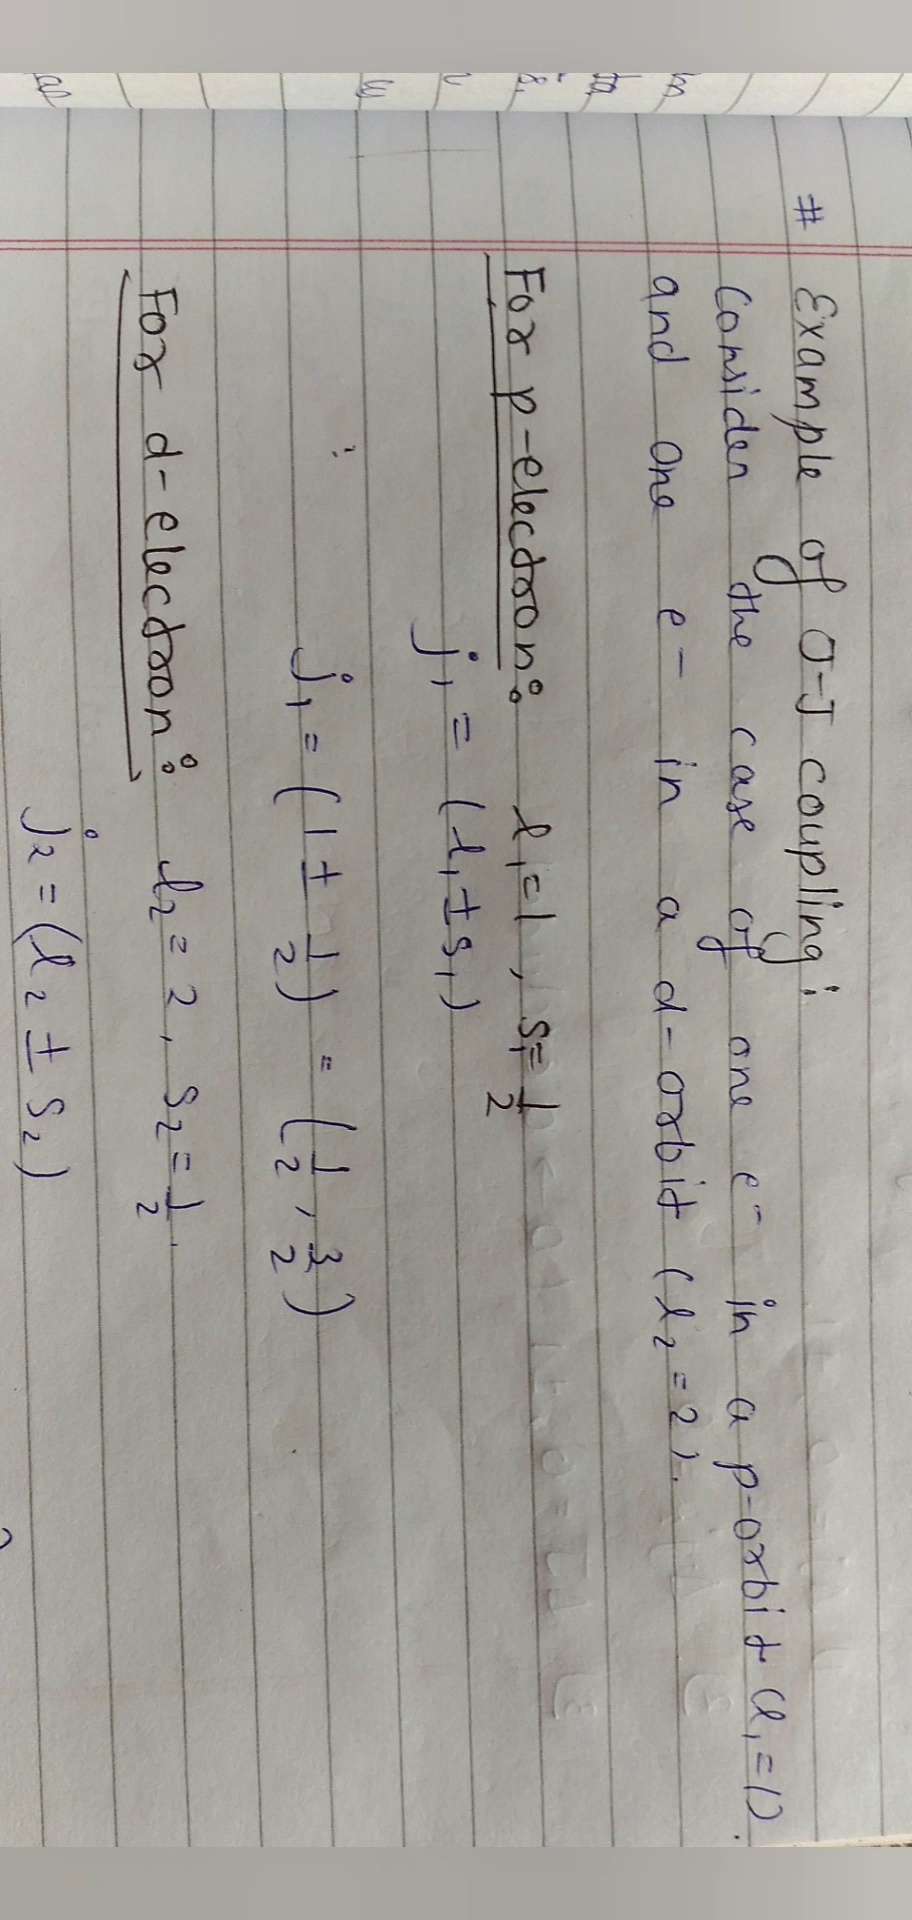 # Example of J-J coupling :
Consider the case of one e- in a p-orbit (l₁=1).
and one e- in a d-orbit (l₂=2).
For p-electron: l₁=1, s₁=1/2
j₁ = (l₁ ± s₁)
j₁ = (1 ± 1/2) = (1/2, 3/2)
For d-electron: l₂=2, s₂=1/2.
j₂ = (l₂ ± s₂)